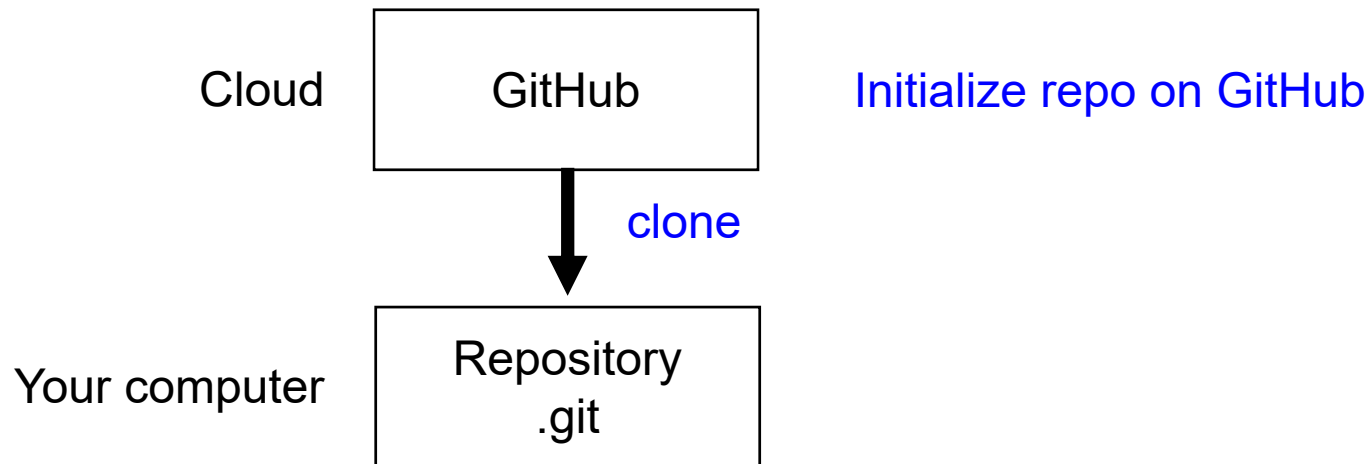 Cloud
GitHub
Initialize repo on GitHub
clone
Your computer
Repository
.git